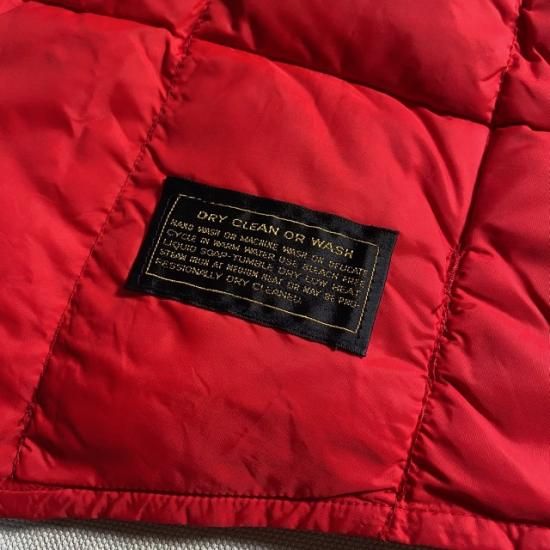 DRY CLEAN OR WASH
HAND WASH OR MACHINE WASH ON DELICATE
CYCLE IN WARM WATER USE BLEACH FREE
LIQUID SOAP-TUMBLE DRY, LOW HEAT
STEAM IRON AT MEDIUM HEAT OR MAY BE PRO-
FESSIONALLY DRY CLEANED